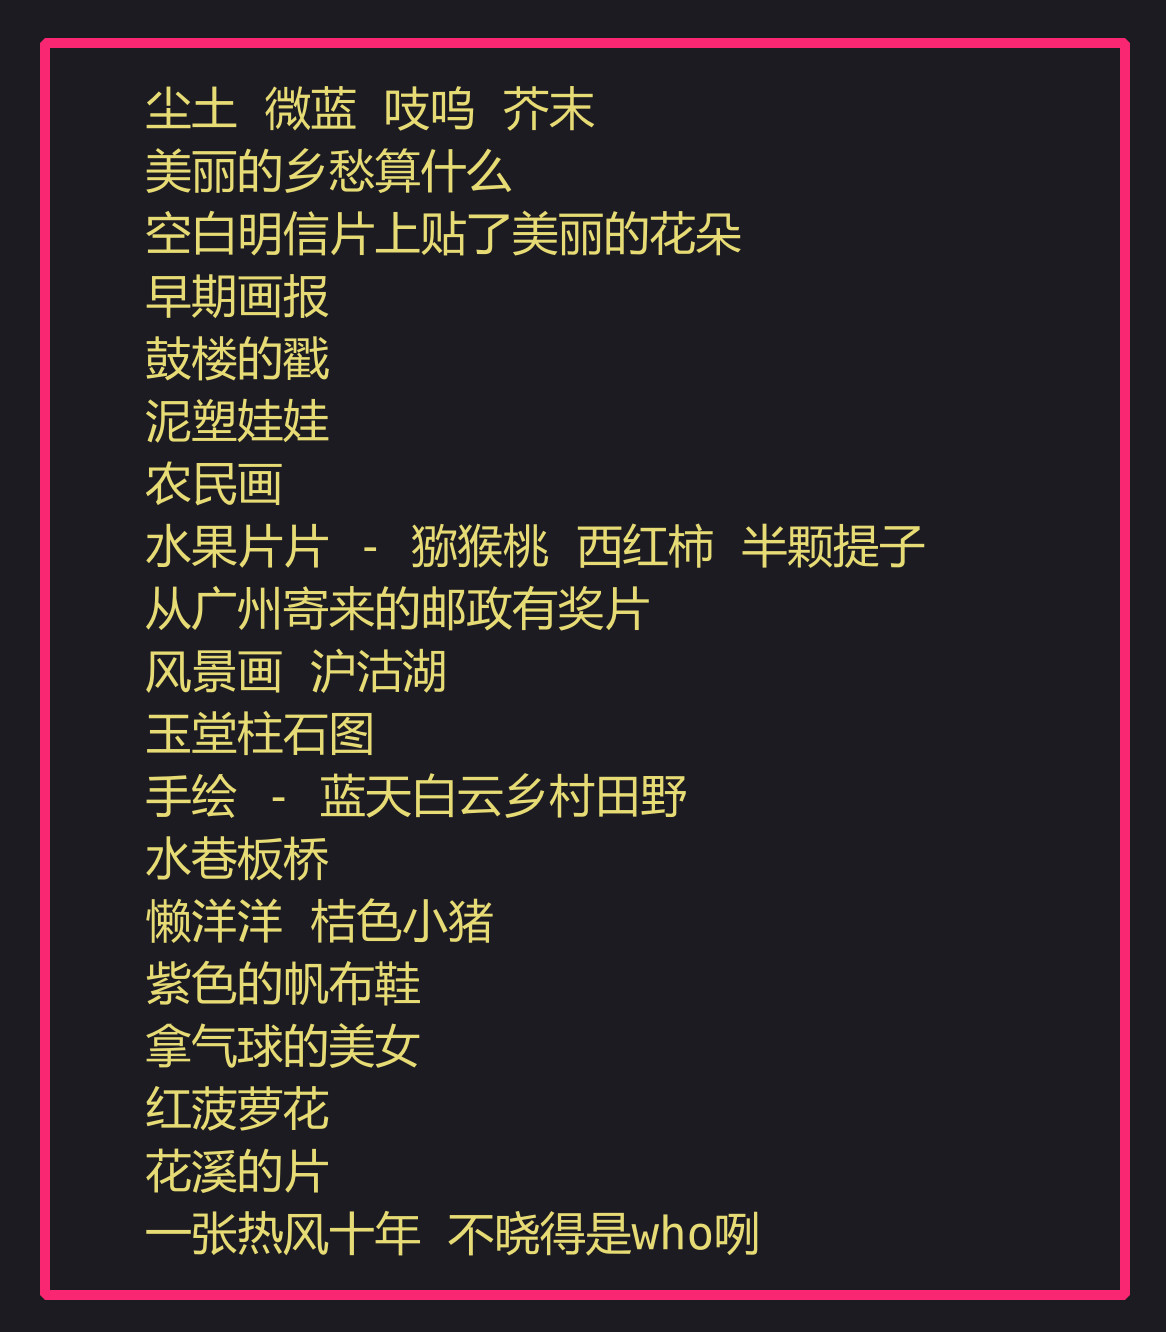 尘土 微蓝 吱呜 芥末
美丽的乡愁算什么
空白明信片上贴了美丽的花朵
早期画报
鼓楼的戳
泥塑娃娃
农民画
水果片片 - 猕猴桃 西红柿 半颗提子
从广州寄来的邮政有奖片
风景画 沪沽湖
玉堂柱石图
手绘 - 蓝天白云乡村田野
水巷板桥
懒洋洋 桔色小猪
紫色的帆布鞋
拿气球的美女
红菠萝花
花溪的片
一张热风十年 不晓得是who咧